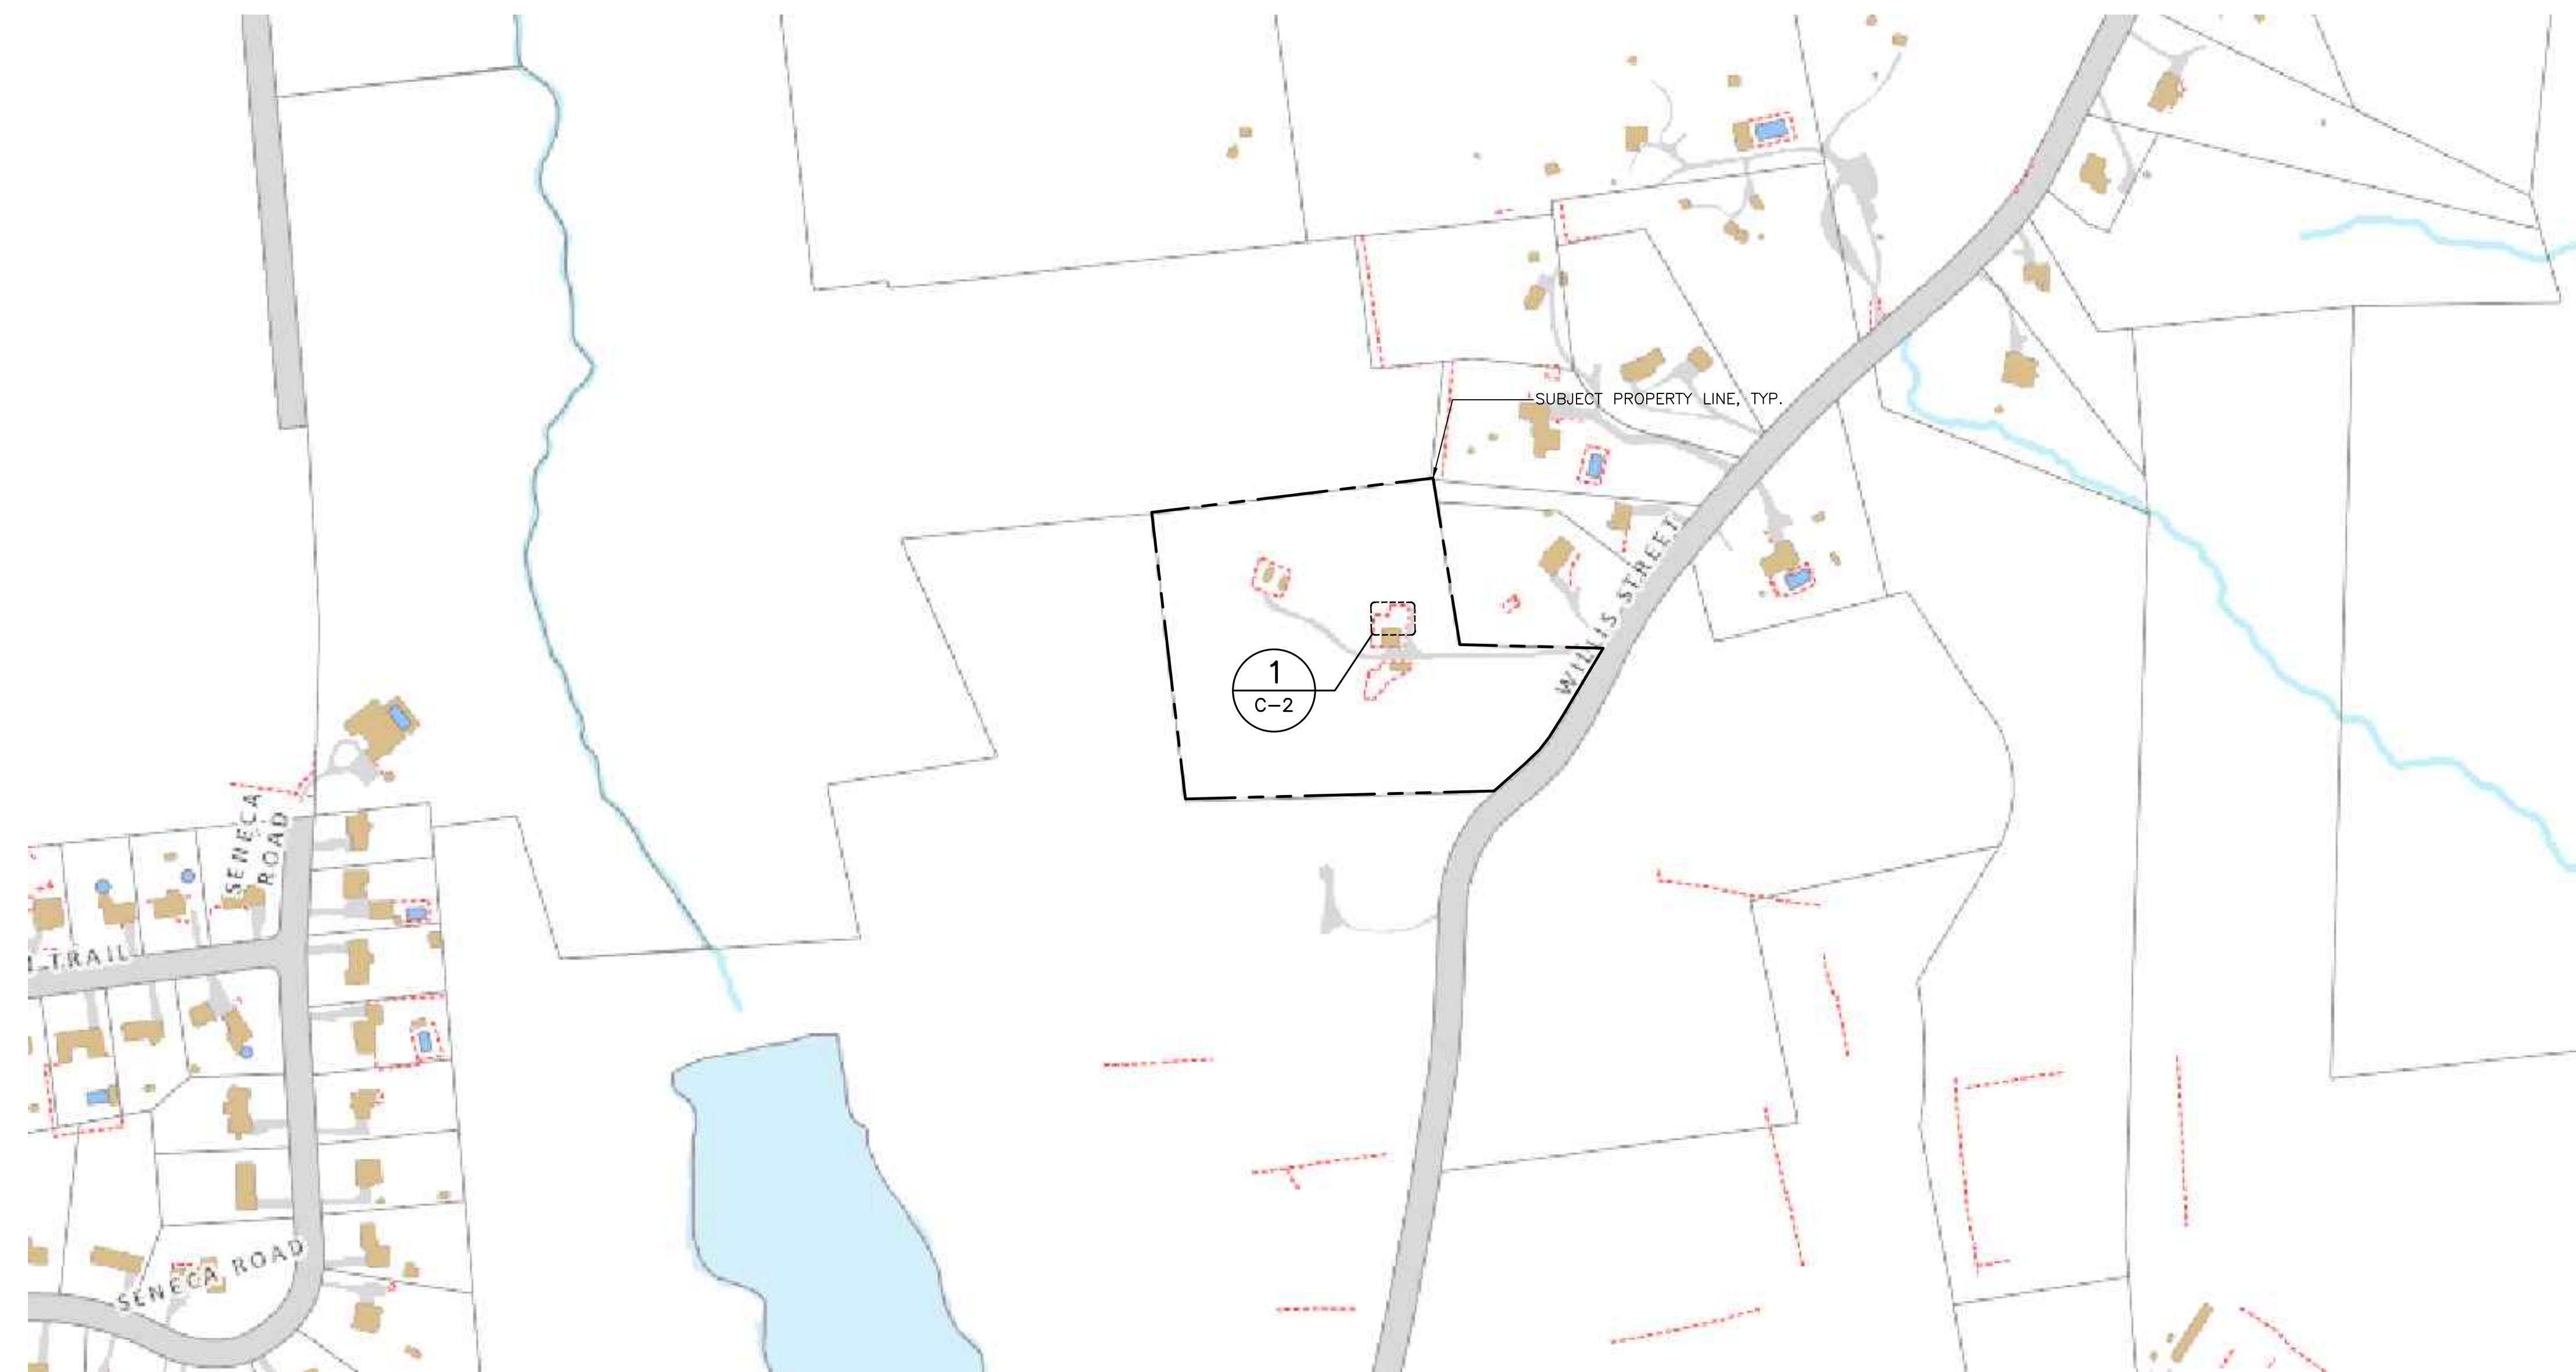 SUBJECT PROPERTY LINE, TYP.
WILLIS STREET
1
C-2
SENECA
ROAD
TRAIL
SENECA ROAD